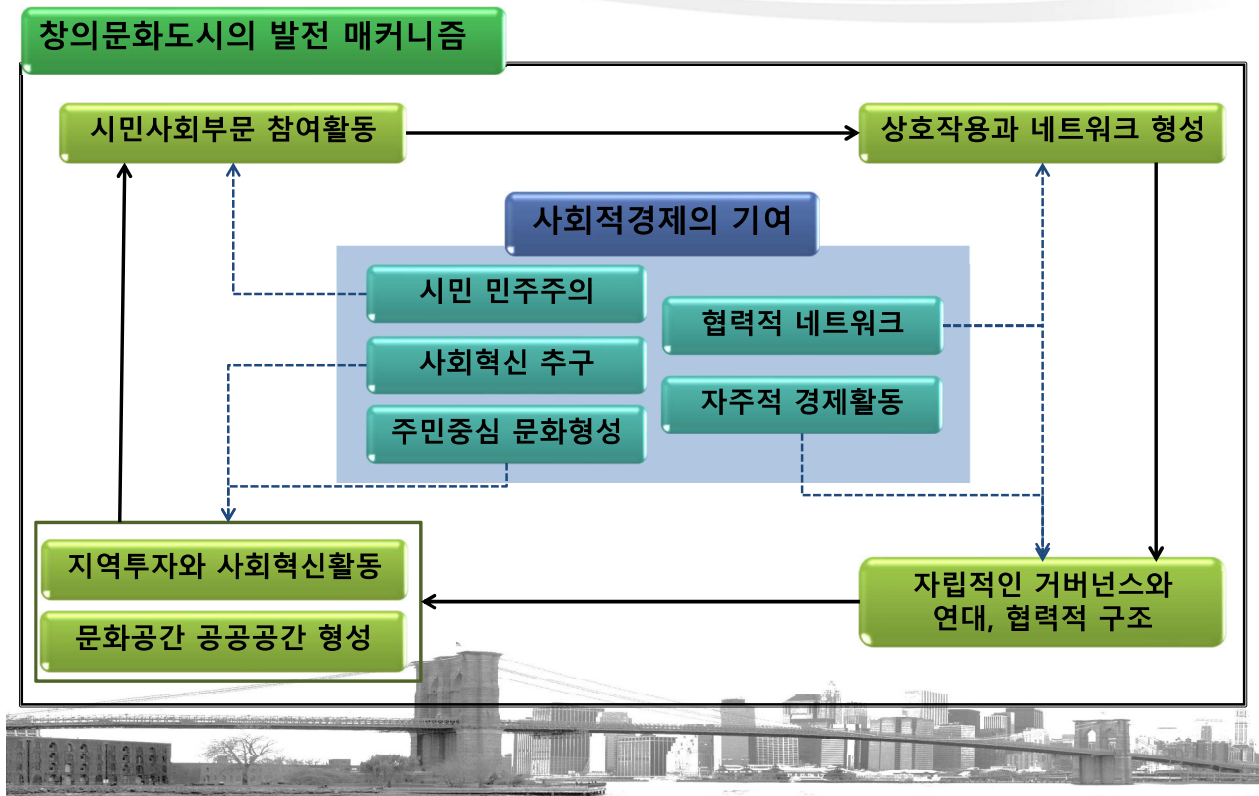 창의문화도시의 발전 매커니즘
시민사회부문 참여활동
상호작용과 네트워크 형성
사회적경제의 기여
시민 민주주의
협력적 네트워크
사회혁신 추구
자주적 경제활동
주민중심 문화형성
지역투자와 사회혁신활동
문화공간 공공공간 형성
자립적인 거버넌스와
연대, 협력적 구조